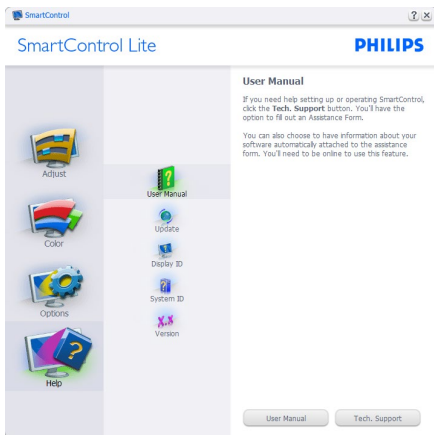 SmartControl
? X
SmartControl Lite
PHILIPS
Adjust
Color
Options
Help
User Manual
Update
Display ID
System ID
X.X
Version
User Manual
If you need help setting up or operating SmartControl,
click the Tech. Support button. You'll have the
option to fill out an Assistance Form.
You can also choose to have information about your
software automatically attached to the assistance
form. You'll need to be online to use this feature.
User Manual
Tech. Support